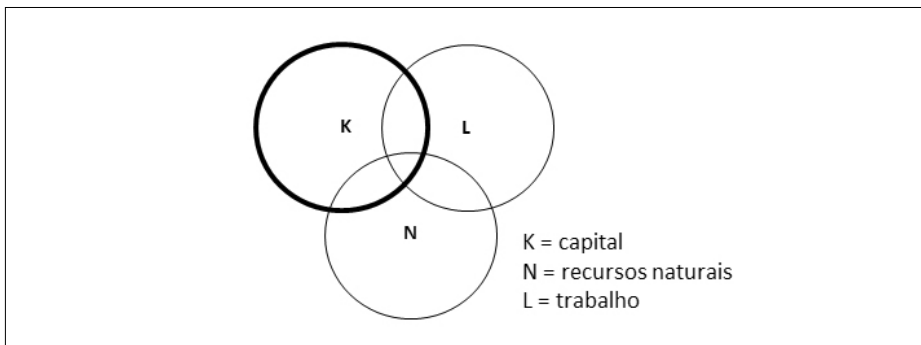 K
L
N
K = capital
N = recursos naturais
L = trabalho